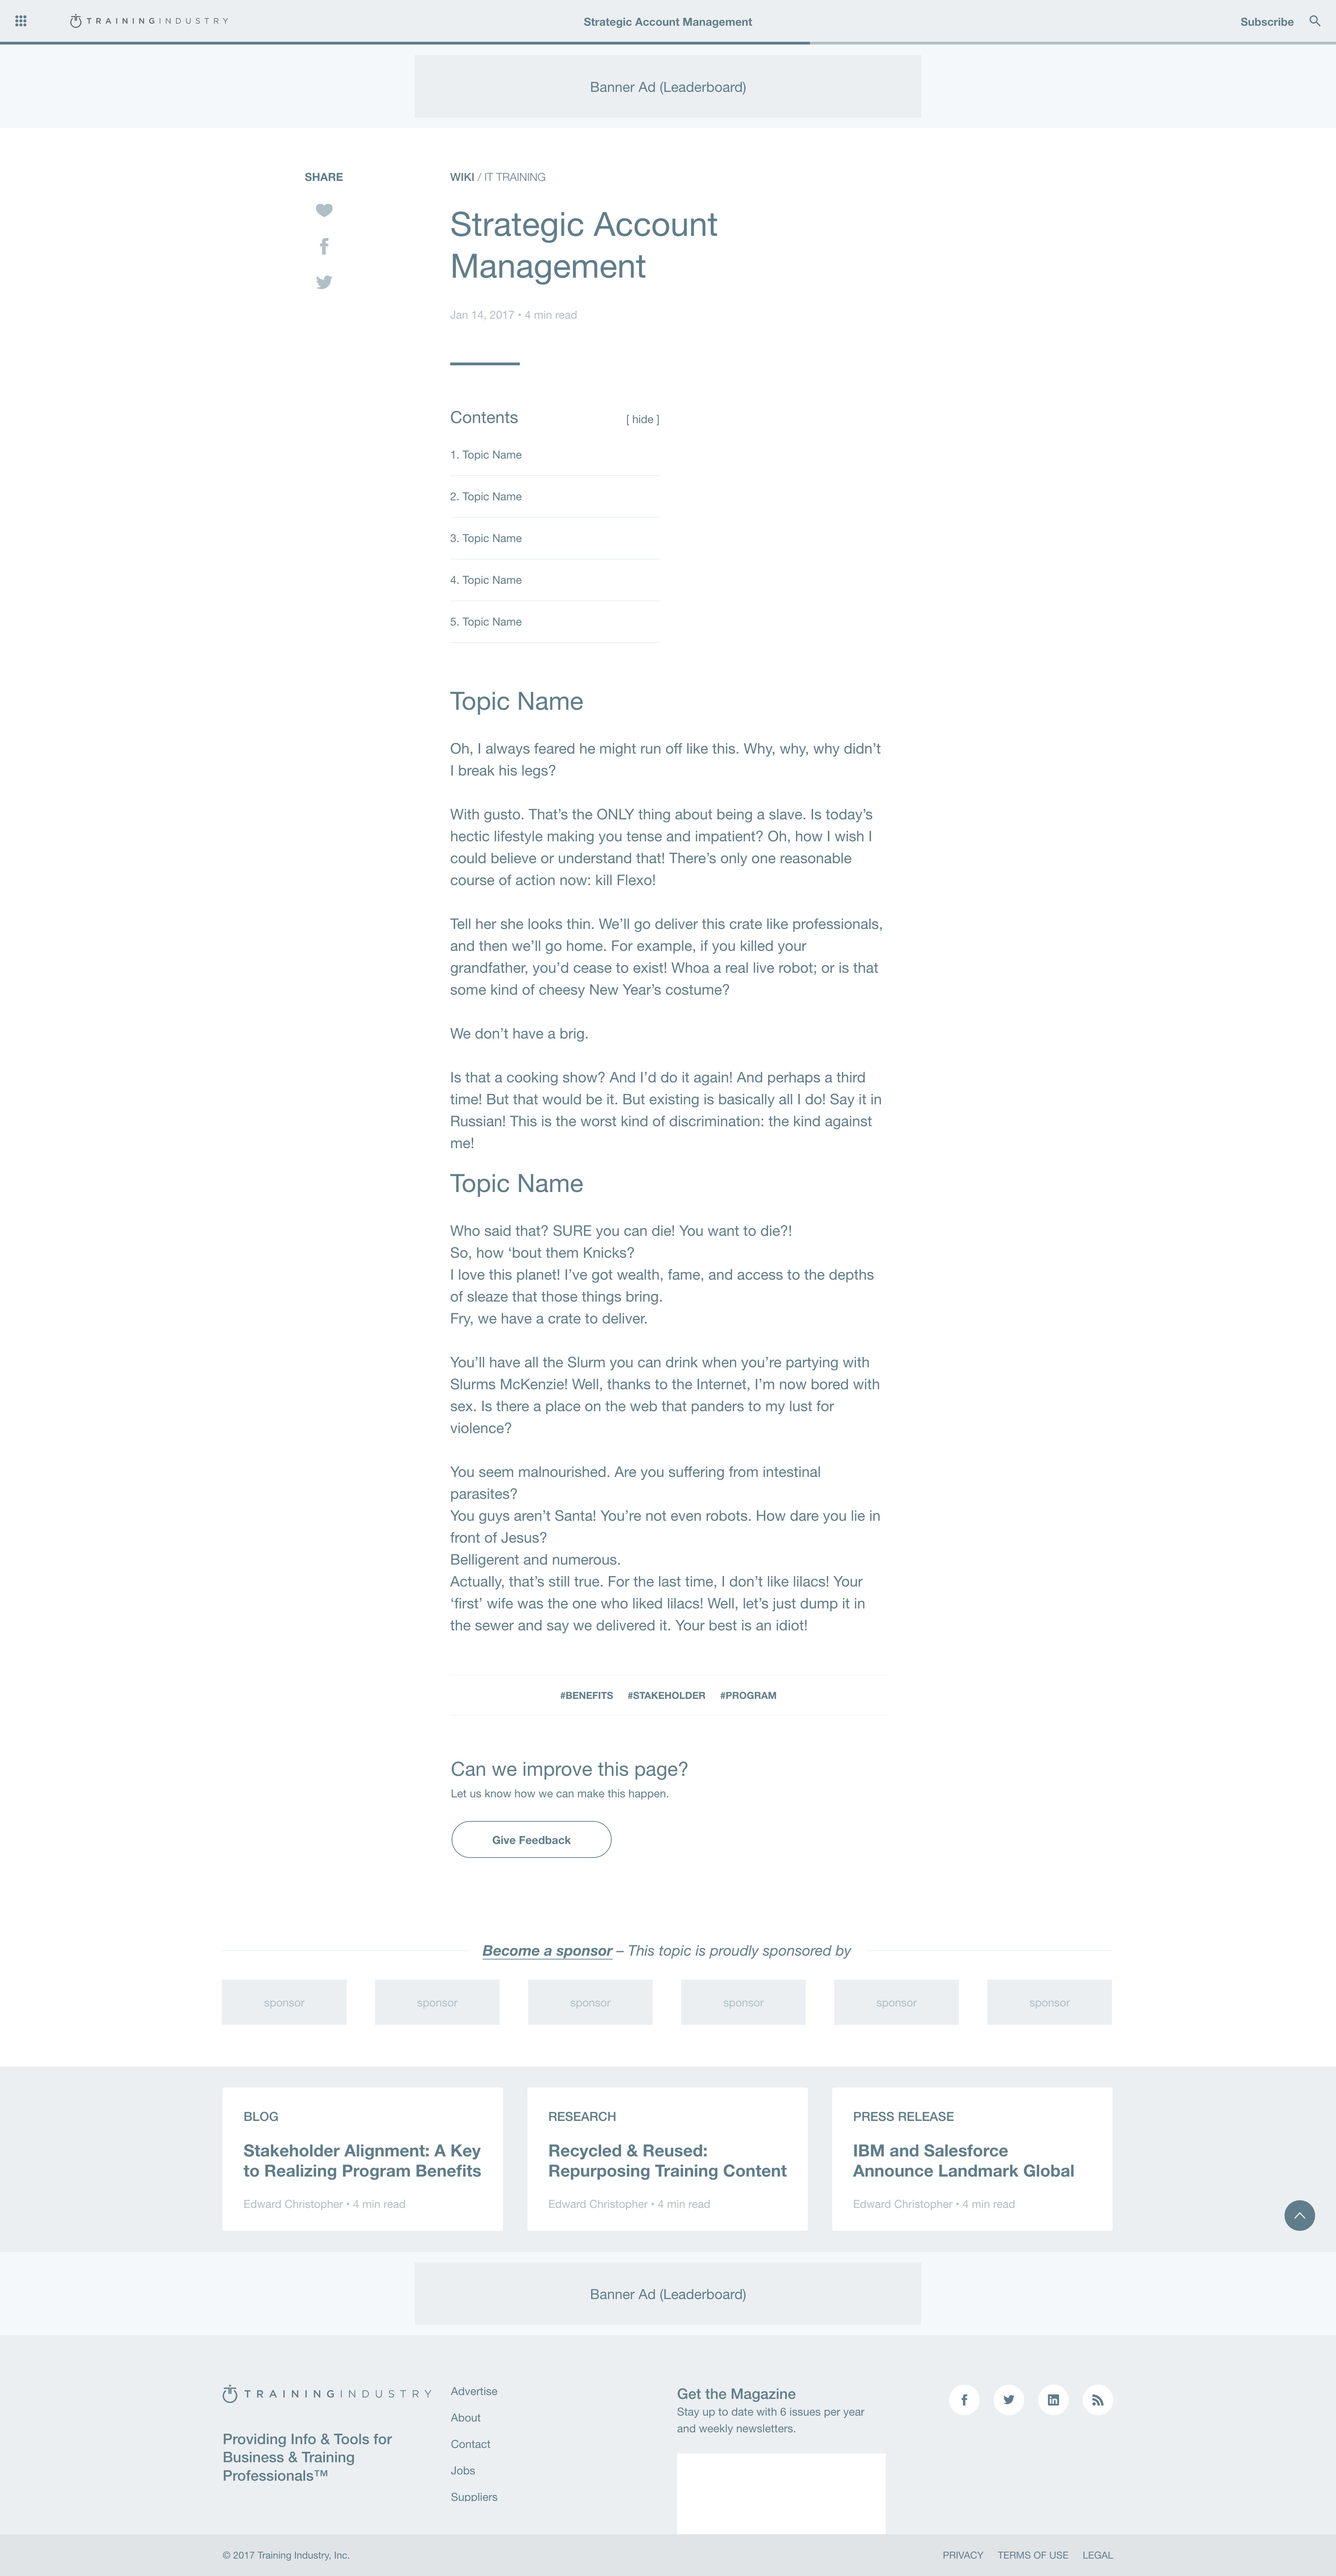 TRAININGINDUSTRY
Strategic Account Management
Subscribe
Banner Ad (Leaderboard)
SHARE
WIKI / IT TRAINING
Strategic Account
Management
Jan 14, 2017 • 4 min read
Contents
[ hide ]
1. Topic Name
2. Topic Name
3. Topic Name
4. Topic Name
5. Topic Name
Topic Name
Oh, I always feared he might run off like this. Why, why, why didn’t
I break his legs?
With gusto. That’s the ONLY thing about being a slave. Is today’s
hectic lifestyle making you tense and impatient? Oh, how I wish I
could believe or understand that! There’s only one reasonable
course of action now: kill Flexo!
Tell her she looks thin. We’ll go deliver this crate like professionals,
and then we’ll go home. For example, if you killed your
grandfather, you’d cease to exist! Whoa a real live robot; or is that
some kind of cheesy New Year’s costume?
We don’t have a brig.
Is that a cooking show? And I’d do it again! And perhaps a third
time! But that would be it. But existing is basically all I do! Say it in
Russian! This is the worst kind of discrimination: the kind against
me!
Topic Name
Who said that? SURE you can die! You want to die?!
So, how ‘bout them Knicks?
I love this planet! I’ve got wealth, fame, and access to the depths
of sleaze that those things bring.
Fry, we have a crate to deliver.
You’ll have all the Slurm you can drink when you’re partying with
Slurms McKenzie! Well, thanks to the Internet, I’m now bored with
sex. Is there a place on the web that panders to my lust for
violence?
You seem malnourished. Are you suffering from intestinal
parasites?
You guys aren’t Santa! You’re not even robots. How dare you lie in
front of Jesus?
Belligerent and numerous.
Actually, that’s still true. For the last time, I don’t like lilacs! Your
‘first’ wife was the one who liked lilacs! Well, let’s just dump it in
the sewer and say we delivered it. Your best is an idiot!
#BENEFITS #STAKEHOLDER #PROGRAM
Can we improve this page?
Let us know how we can make this happen.
Give Feedback
Become a sponsor – This topic is proudly sponsored by
sponsor sponsor sponsor sponsor sponsor sponsor
BLOG
Stakeholder Alignment: A Key
to Realizing Program Benefits
Edward Christopher • 4 min read
RESEARCH
Recycled & Reused:
Repurposing Training Content
Edward Christopher • 4 min read
PRESS RELEASE
IBM and Salesforce
Announce Landmark Global
Edward Christopher • 4 min read
Banner Ad (Leaderboard)
TRAININGINDUSTRY
Providing Info & Tools for
Business & Training
Professionals™
Advertise
About
Contact
Jobs
Suppliers
Get the Magazine
Stay up to date with 6 issues per year
and weekly newsletters.
© 2017 Training Industry, Inc.
PRIVACY TERMS OF USE LEGAL